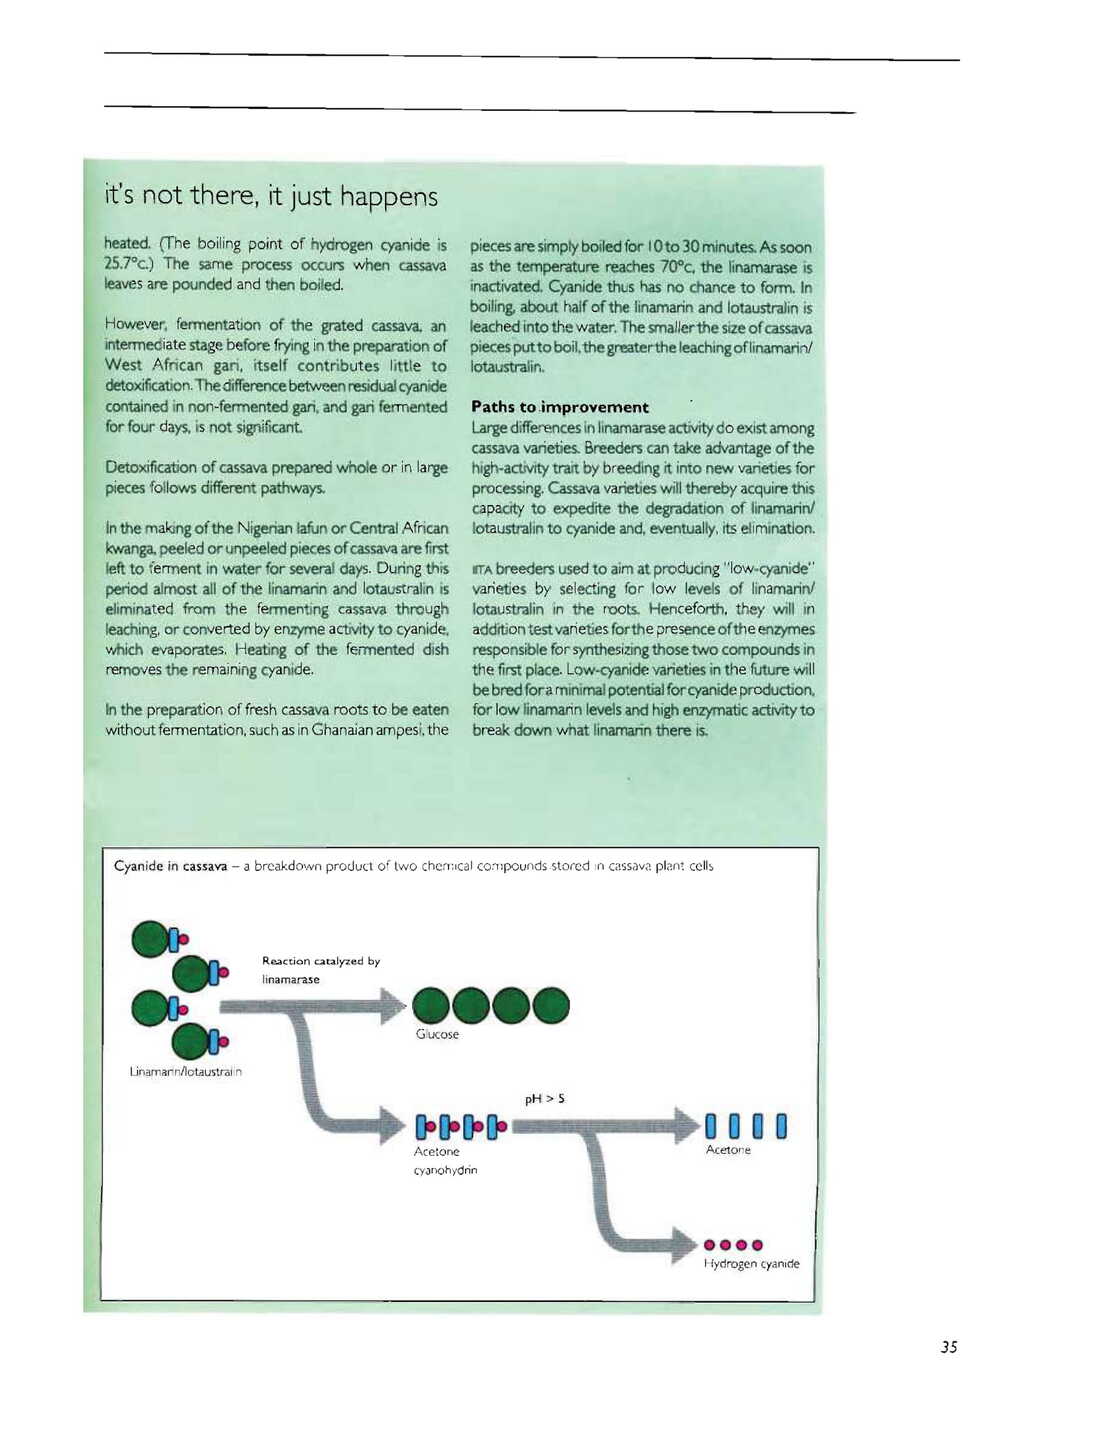 it's not there, it just happens
heated. (The boiling point of hydrogen cyanide is
25.7°c.) The same process occurs when cassava
leaves are pounded and then boiled.
However, fermentation of the grated cassava, an
intermediate stage before frying in the preparation of
West African gari, itself contributes little to
detoxification. The difference between residual cyanide
contained in non-fermented gari, and gari fermented
for four days, is not significant.
Detoxification of cassava prepared whole or in large
pieces follows different pathways.
In the making of the Nigerian lafun or Central African
kwanga, peeled or unpeeled pieces of cassava are first
left to ferment in water for several days. During this
period almost all of the linamarin and lotaustralin is
eliminated from the fermenting cassava through
leaching, or converted by enzyme activity to cyanide,
which evaporates. Heating of the fermented dish
removes the remaining cyanide.
In the preparation of fresh cassava roots to be eaten
without fermentation, such as in Ghanaian ampesi, the
pieces are simply boiled for 10 to 30 minutes. As soon
as the temperature reaches 70°c, the linamarase is
inactivated. Cyanide thus has no chance to form. In
boiling, about half of the linamarin and lotaustralin is
leached into the water. The smaller the size of cassava
pieces put to boil, the greater the leaching of linamarin/
lotaustralin.
Paths to improvement
Large differences in linamarase activity do exist among
cassava varieties. Breeders can take advantage of the
high-activity trait by breeding it into new varieties for
processing. Cassava varieties will thereby acquire this
capacity to expedite the degradation of linamarin/
lotaustralin to cyanide and, eventually, its elimination.
IITA breeders used to aim at producing "low-cyanide"
varieties by selecting for low levels of linamarin/
lotaustralin in the roots. Henceforth, they will in
addition test varieties for the presence of the enzymes
responsible for synthesizing those two compounds in
the first place. Low-cyanide varieties in the future will
be bred for a minimal potential for cyanide production,
for low linamarin levels and high enzymatic activity to
break down what linamarin there is.
Cyanide in cassava – a breakdown product of two chemical compounds stored in cassava plant cells
Reaction catalyzed by
linamarase
Glucose
Linamarin/lotaustralin
pH > 5
Acetone
cyanohydrin
Acetone
Hydrogen cyanide
35